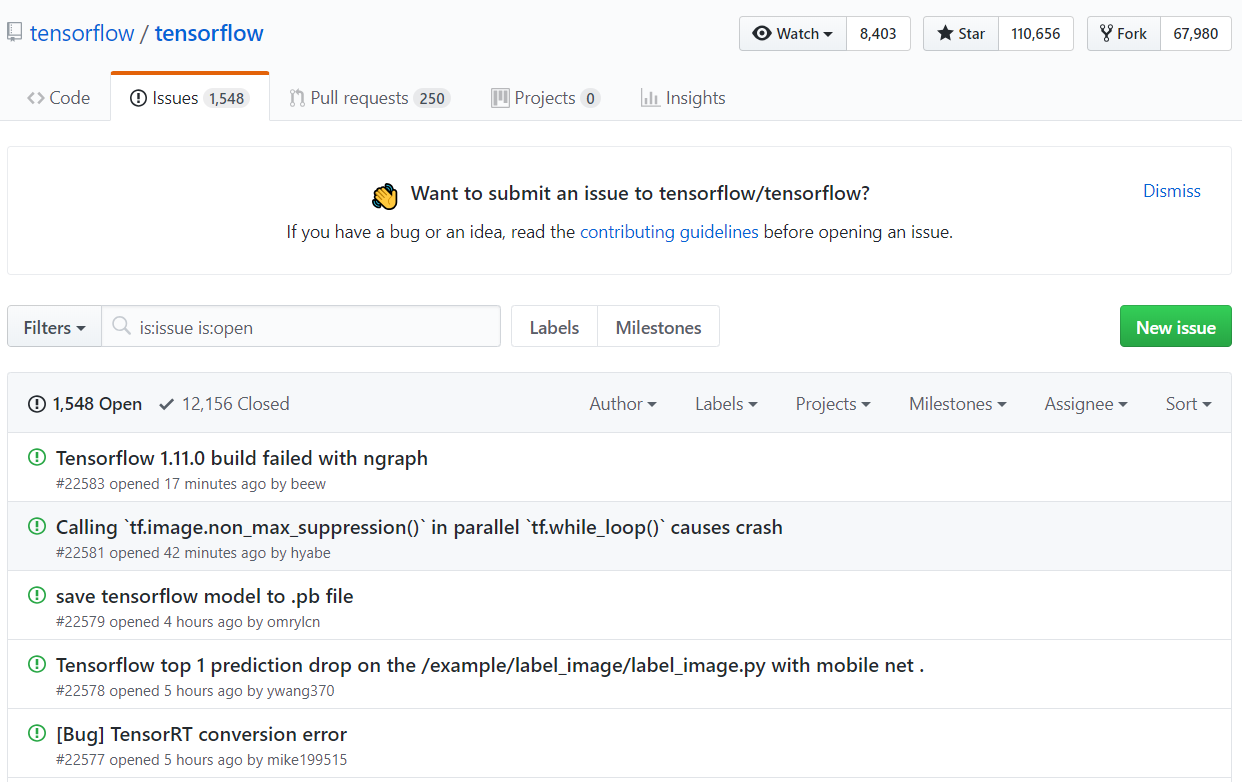 tensorflow / tensorflow
Watch 8,403 Star 110,656 Fork 67,980
Code Issues 1,548 Pull requests 250 Projects 0 Insights
Want to submit an issue to tensorflow/tensorflow?
Dismiss
If you have a bug or an idea, read the contributing guidelines before opening an issue.
Filters is:issue is:open Labels Milestones New issue
1,548 Open 12,156 Closed Author Labels Projects Milestones Assignee Sort
Tensorflow 1.11.0 build failed with ngraph
#22583 opened 17 minutes ago by beew
Calling `tf.image.non_max_suppression()` in parallel `tf.while_loop()` causes crash
#22581 opened 42 minutes ago by hyabe
save tensorflow model to .pb file
#22579 opened 4 hours ago by omrylcn
Tensorflow top 1 prediction drop on the /example/label_image/label_image.py with mobile net .
#22578 opened 5 hours ago by ywang370
[Bug] TensorRT conversion error
#22577 opened 5 hours ago by mike199515